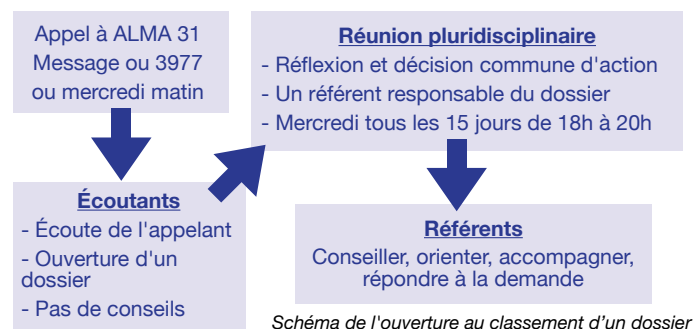 Appel à ALMA 31
Message ou 3977
ou mercredi matin
Écoutants
- Écoute de l'appelant
- Ouverture d'un
dossier
- Pas de conseils
Réunion pluridisciplinaire
- Réflexion et décision commune d'action
- Un référent responsable du dossier
- Mercredi tous les 15 jours de 18h à 20h
Référents
Conseiller, orienter, accompagner,
répondre à la demande
Schéma de l'ouverture au classement d’un dossier